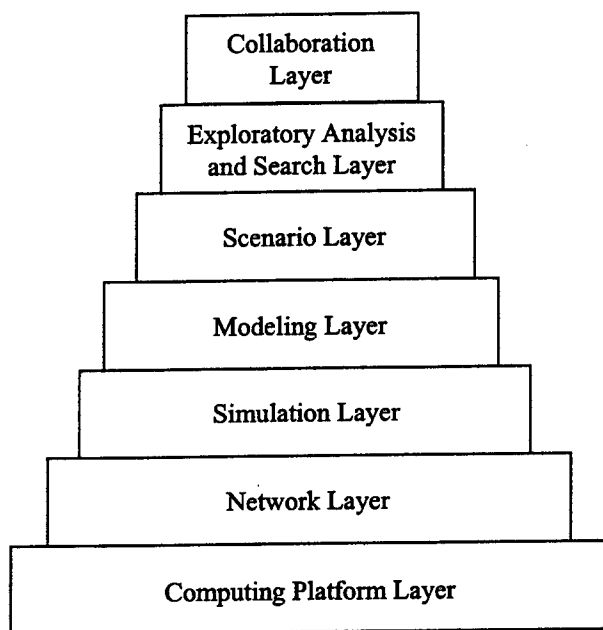 Collaboration
Layer
Exploratory Analysis
and Search Layer
Scenario Layer
Modeling Layer
Simulation Layer
Network Layer
Computing Platform Layer